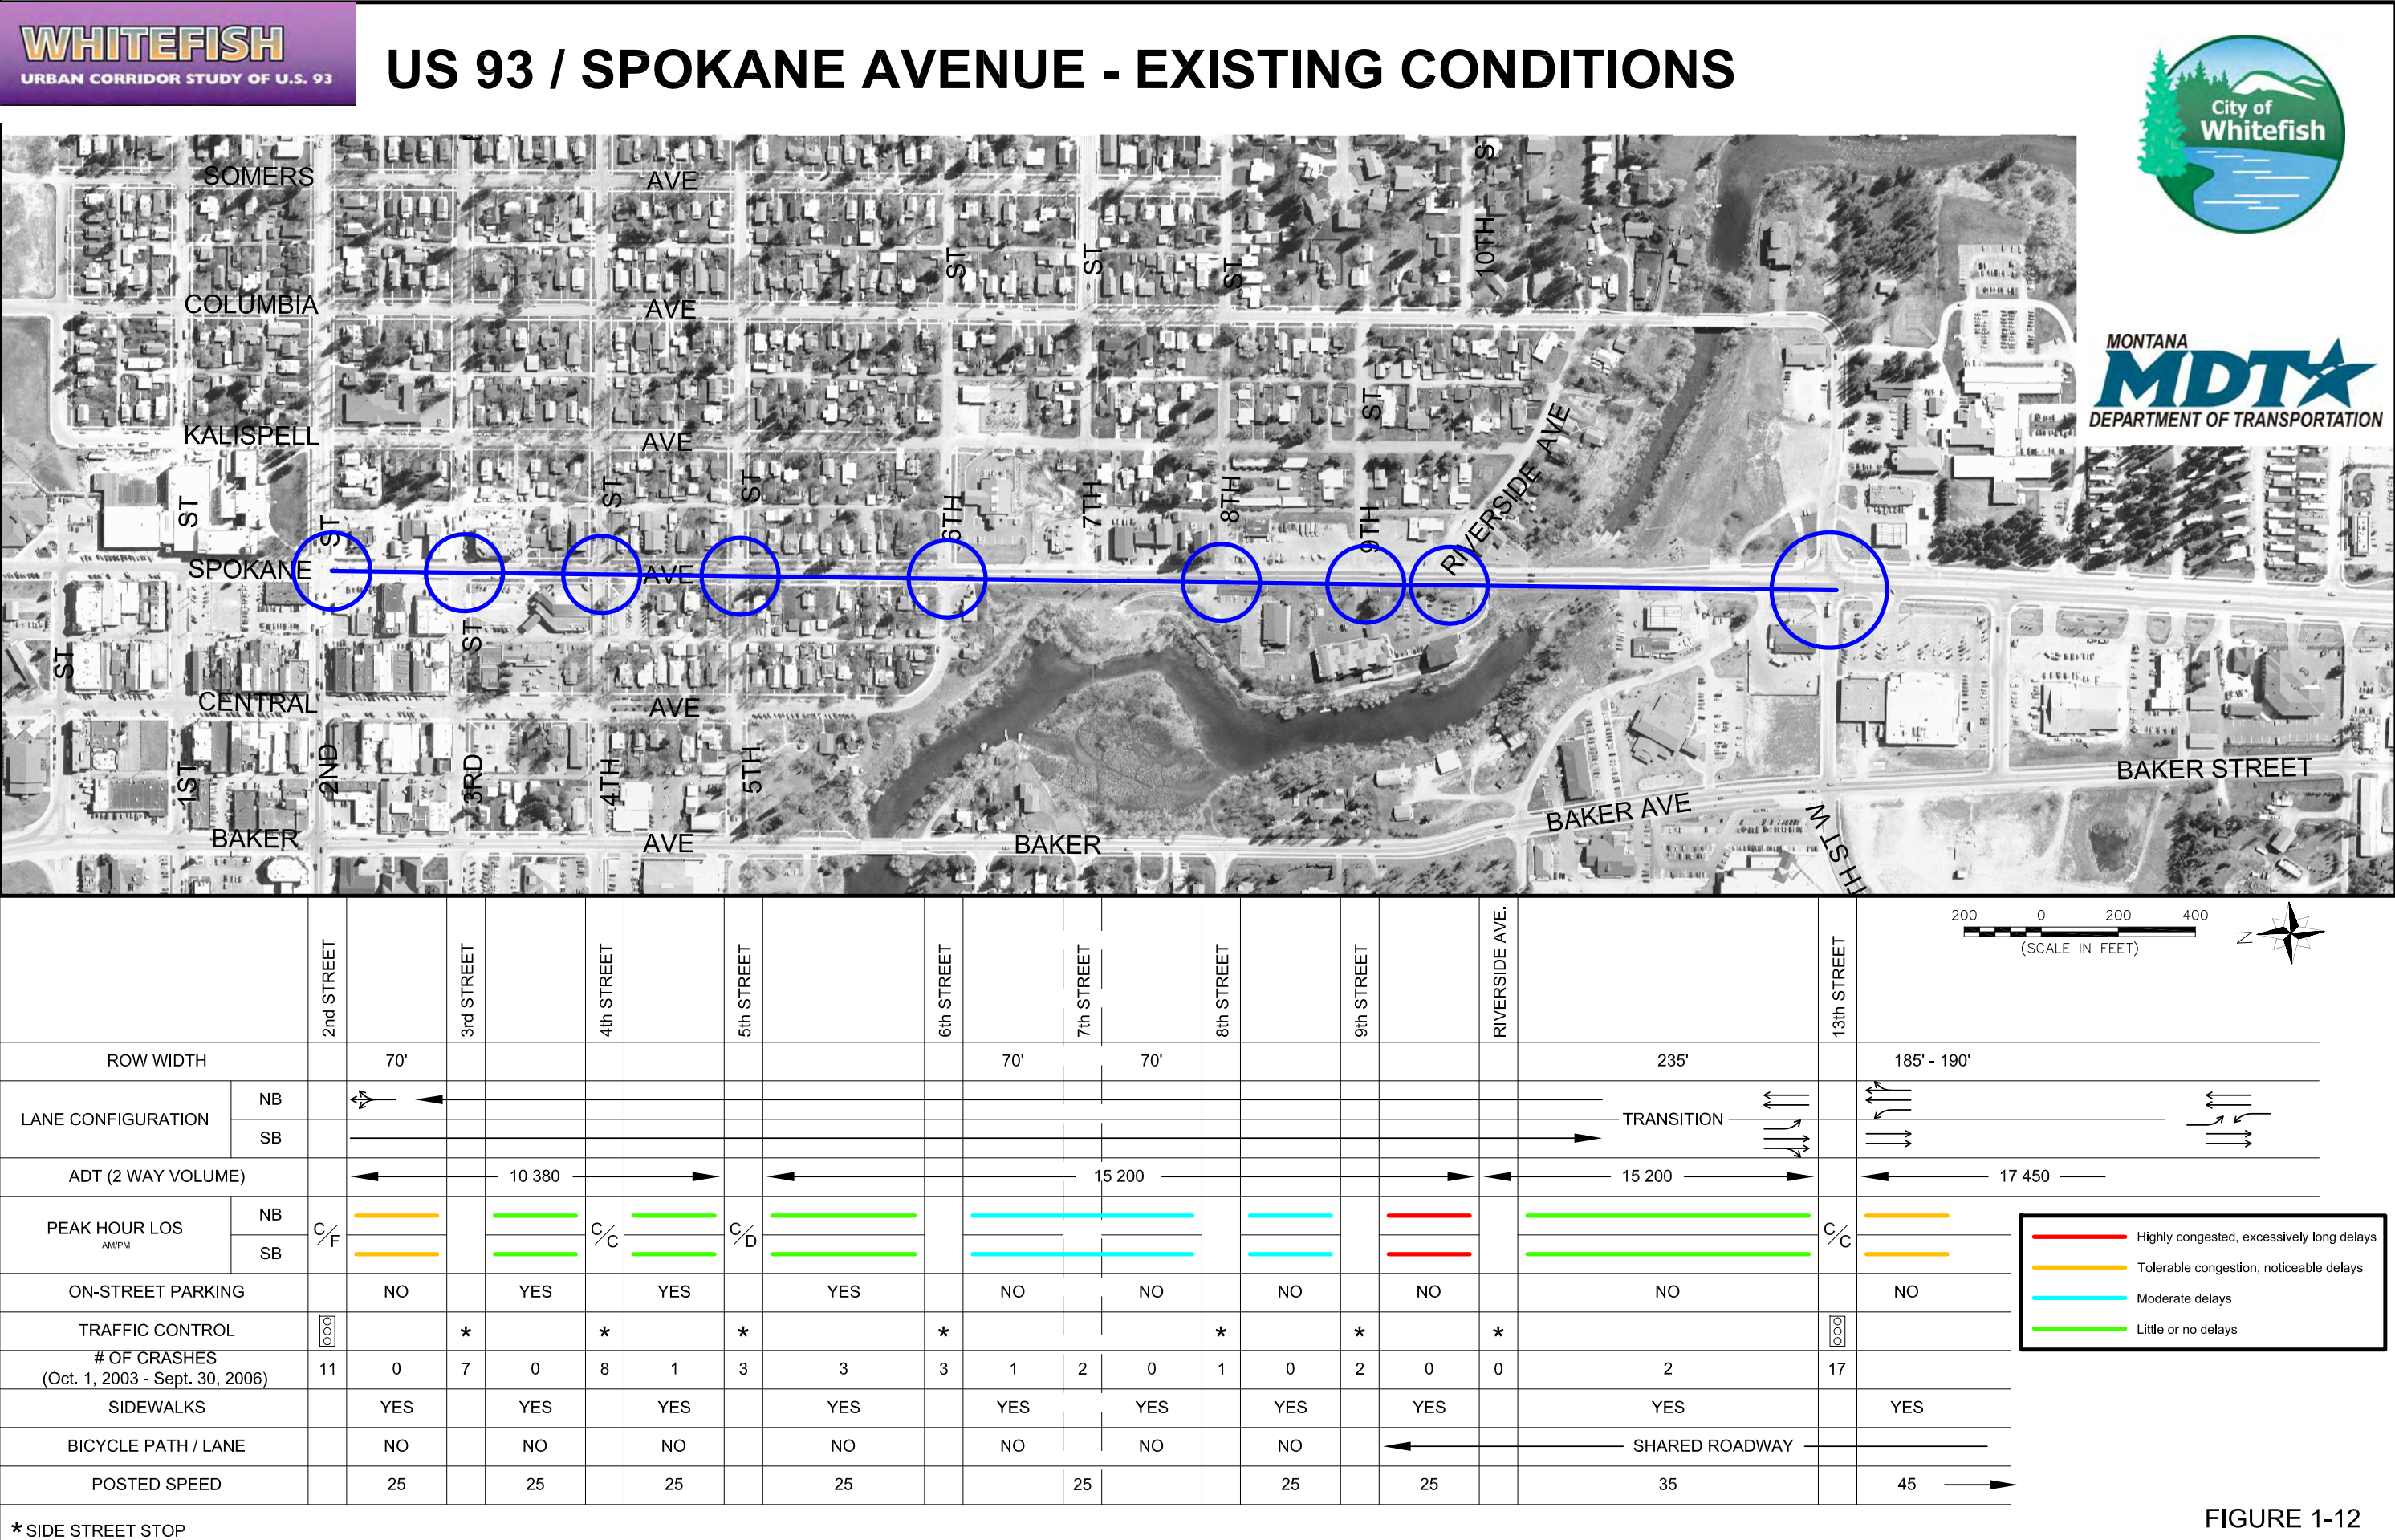 WHITEFISH
URBAN CORRIDOR STUDY OF U.S. 93
US 93 / SPOKANE AVENUE - EXISTING CONDITIONS
City of
Whitefish
MONTANA
MDT
DEPARTMENT OF TRANSPORTATION
SOMERS AVE
COLUMBIA AVE
KALISPELL AVE
SPOKANE AVE
CENTRAL AVE
BAKER AVE BAKER
BAKER AVE
BAKER STREET
ST
1ST ST
2ND ST
3RD ST
4TH ST
5TH ST
6TH ST
7TH ST
8TH ST
9TH ST
10TH ST
RIVERSIDE AVE
TH ST W
200 0 200 400
(SCALE IN FEET)
N
2nd STREET
3rd STREET
4th STREET
5th STREET
6th STREET
7th STREET
8th STREET
9th STREET
RIVERSIDE AVE.
13th STREET
ROW WIDTH 70' 70' 70' 235' 185' - 190'
LANE CONFIGURATION NB SB TRANSITION
ADT (2 WAY VOLUME) 10 380 15 200 15 200 17 450
PEAK HOUR LOS NB SB C/F C/C C/D C/C
AM/PM
Highly congested, excessively long delays
Tolerable congestion, noticeable delays
Moderate delays
Little or no delays
ON-STREET PARKING NO YES YES YES NO NO NO NO NO NO
TRAFFIC CONTROL * * * * * * *
# OF CRASHES
(Oct. 1, 2003 - Sept. 30, 2006) 11 0 7 0 8 1 3 3 3 1 2 0 1 0 2 0 0 2 17
SIDEWALKS YES YES YES YES YES YES YES YES YES YES
BICYCLE PATH / LANE NO NO NO NO NO NO NO SHARED ROADWAY
POSTED SPEED 25 25 25 25 25 25 25 35 45
* SIDE STREET STOP
FIGURE 1-12